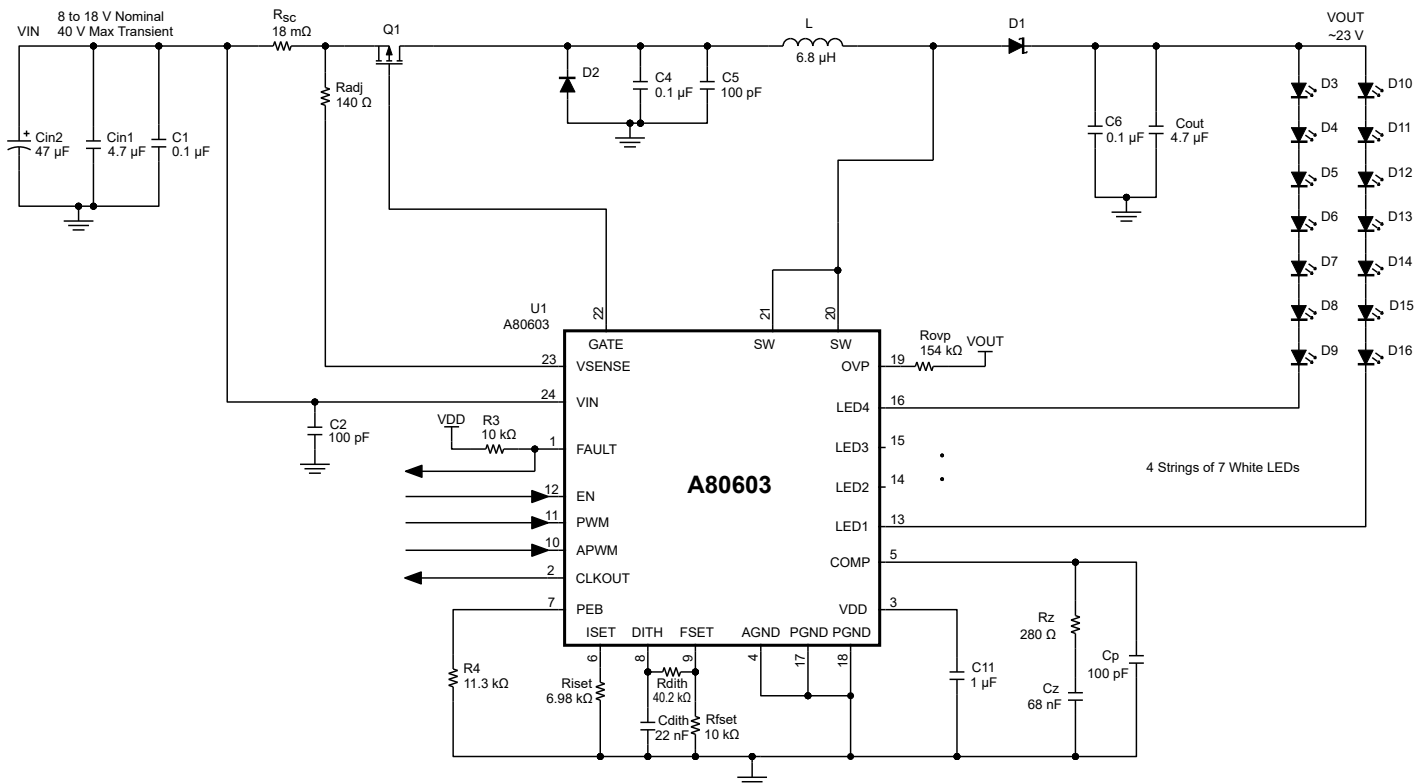 8 to 18 V Nominal
40 V Max Transient
VIN
Rsc
18 mΩ
Q1
L
6.8 µH
D1
VOUT
~23 V
Radj
140 Ω
D2
C4
0.1 µF
C5
100 pF
Cin2
47 µF
+
Cin1
4.7 µF
C1
0.1 µF
C6
0.1 µF
Cout
4.7 µF
D3
D4
D5
D6
D7
D8
D9
D10
D11
D12
D13
D14
D15
D16
U1
A80603
22
GATE
21
SW
20
SW
23
VSENSE
24
VIN
C2
100 pF
VDD
R3
10 kΩ
1
FAULT
12
EN
11
PWM
10
APWM
2
CLKOUT
7
PEB
A80603
OVP
19
Rovp
154 kΩ
VOUT
LED4
16
LED3
15
LED2
14
LED1
13
4 Strings of 7 White LEDs
COMP
5
VDD
3
ISET
6
DITH
8
FSET
9
AGND
4
PGND
17
PGND
18
R4
11.3 kΩ
Riset
6.98 kΩ
Rdith
40.2 kΩ
Cdith
22 nF
Rfset
10 kΩ
C11
1 µF
Rz
280 Ω
Cz
68 nF
Cp
100 pF